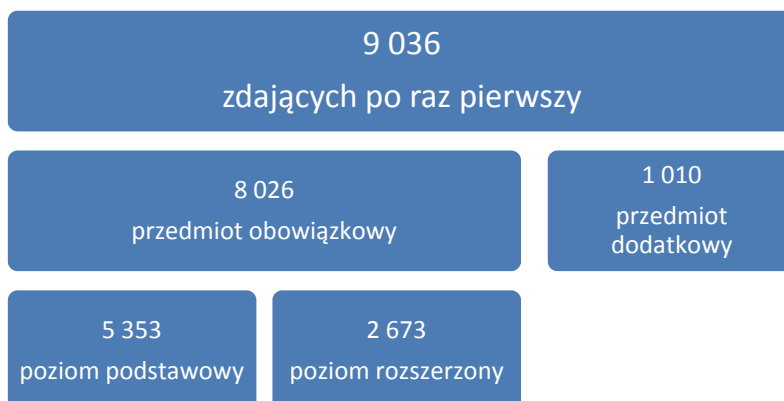 9 036
zdających po raz pierwszy
8 026
przedmiot obowiązkowy
1 010
przedmiot
dodatkowy
5 353
poziom podstawowy
2 673
poziom rozszerzony